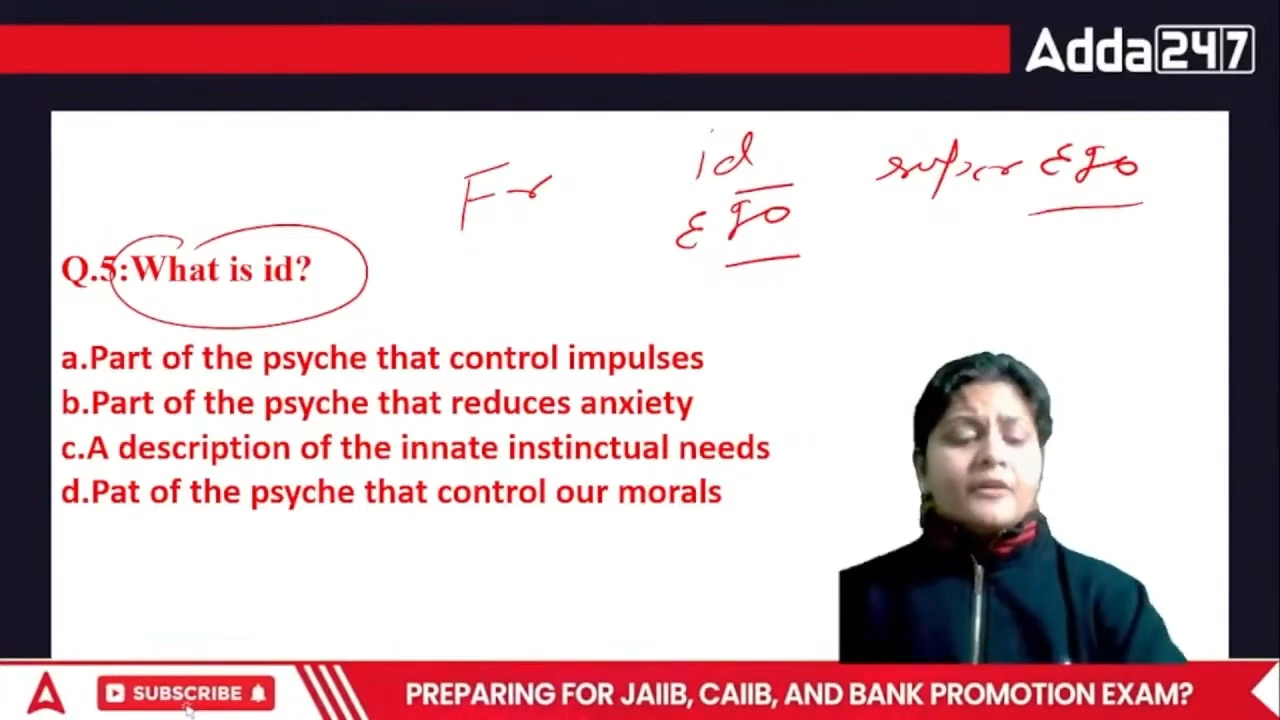 Adda247
id super Ego
Fr Ego
Q.5:What is id?
a.Part of the psyche that control impulses
b.Part of the psyche that reduces anxiety
c.A description of the innate instinctual needs
d.Pat of the psyche that control our morals
SUBSCRIBE
PREPARING FOR JAIIB, CAIIB, AND BANK PROMOTION EXAM?